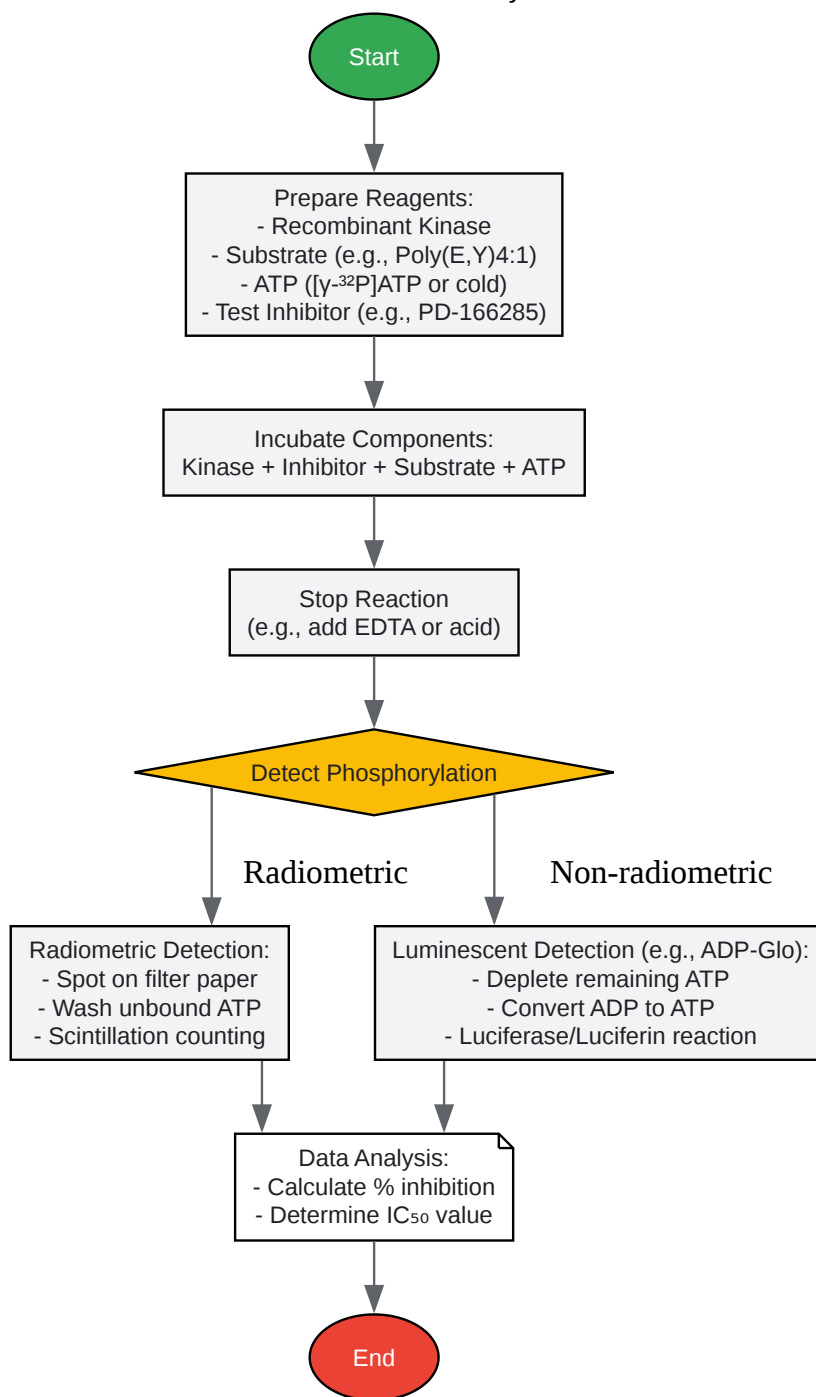 Start
Prepare Reagents:
- Recombinant Kinase
- Substrate (e.g., Poly(E,Y)4:1)
- ATP ([γ-³²P]ATP or cold)
- Test Inhibitor (e.g., PD-166285)
Incubate Components:
Kinase + Inhibitor + Substrate + ATP
Stop Reaction
(e.g., add EDTA or acid)
Detect Phosphorylation
Radiometric
Non-radiometric
Radiometric Detection:
- Spot on filter paper
- Wash unbound ATP
- Scintillation counting
Luminescent Detection (e.g., ADP-Glo):
- Deplete remaining ATP
- Convert ADP to ATP
- Luciferase/Luciferin reaction
Data Analysis:
- Calculate % inhibition
- Determine IC₅₀ value
End